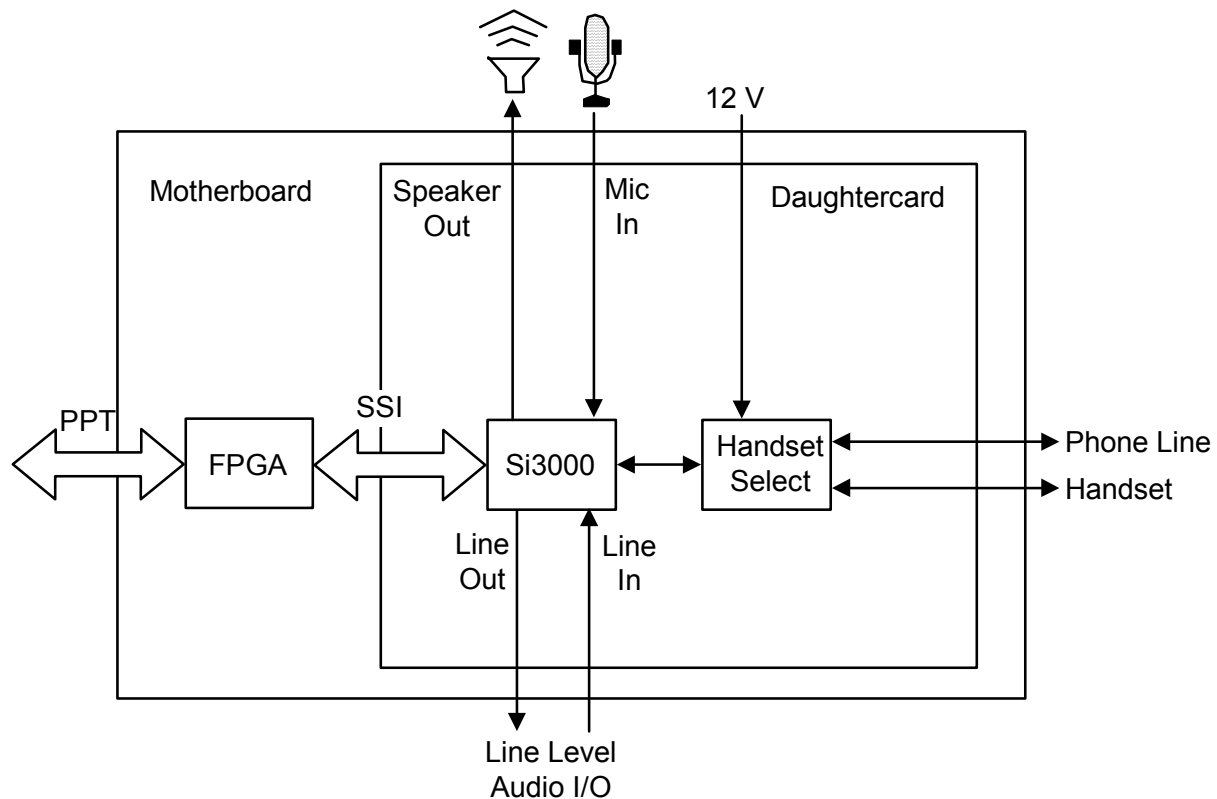 12 V
Motherboard
Speaker
Out
Mic
In
Daughtercard
PPT
FPGA
SSI
Si3000
Handset
Select
Phone Line
Handset
Line
Out
Line
In
Line Level
Audio I/O